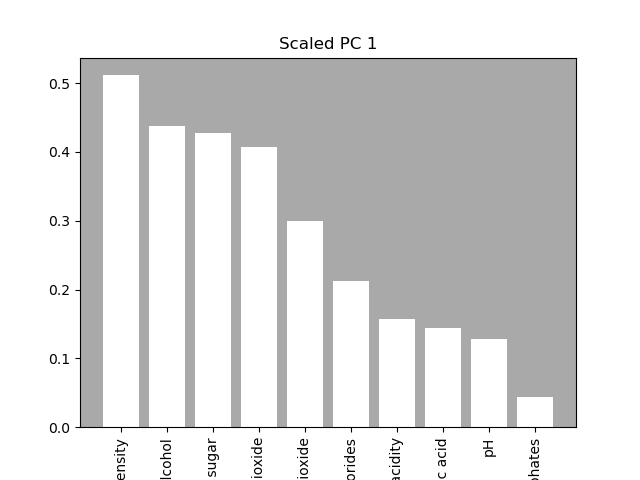 Scaled PC 1
0.5
0.4
0.3
0.2
0.1
0.0
ensity
lcohol
sugar
ioxide
ioxide
orides
acidity
c acid
pH
hates